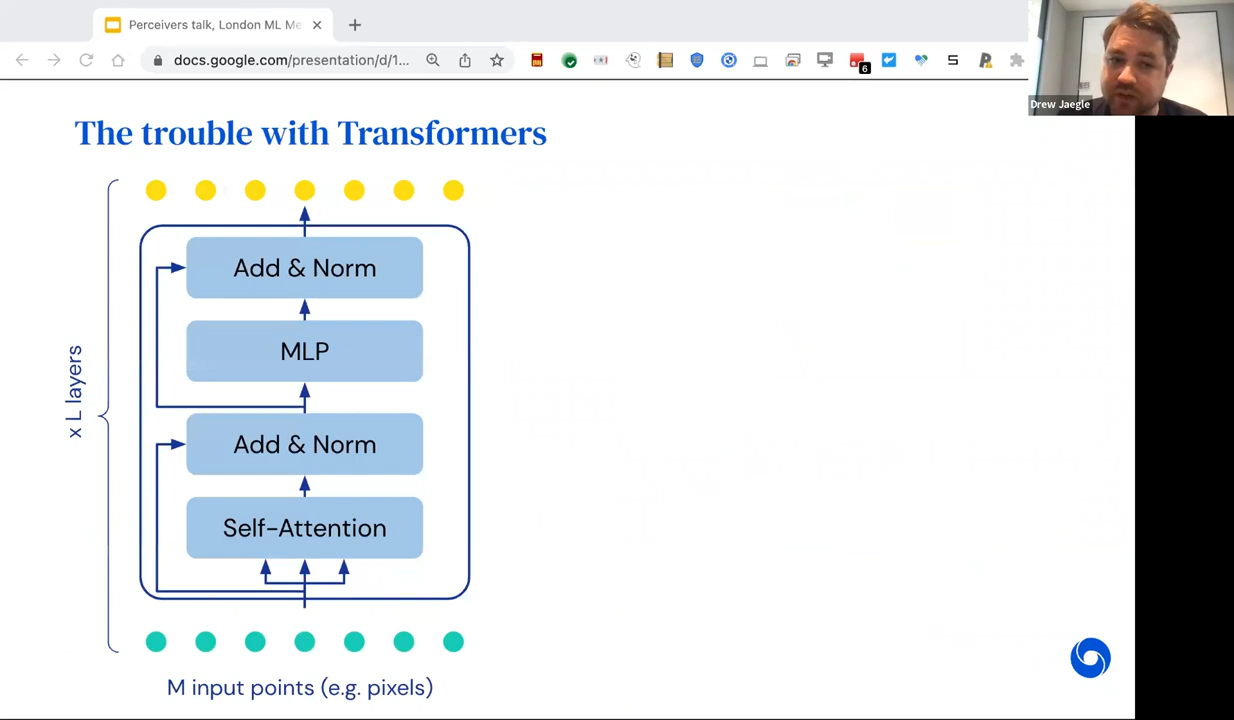 Perceivers talk, London ML Me
docs.google.com/presentation/d/1...
6
Drew Jaegle
The trouble with Transformers
Add & Norm
MLP
Add & Norm
Self-Attention
x L layers
M input points (e.g. pixels)